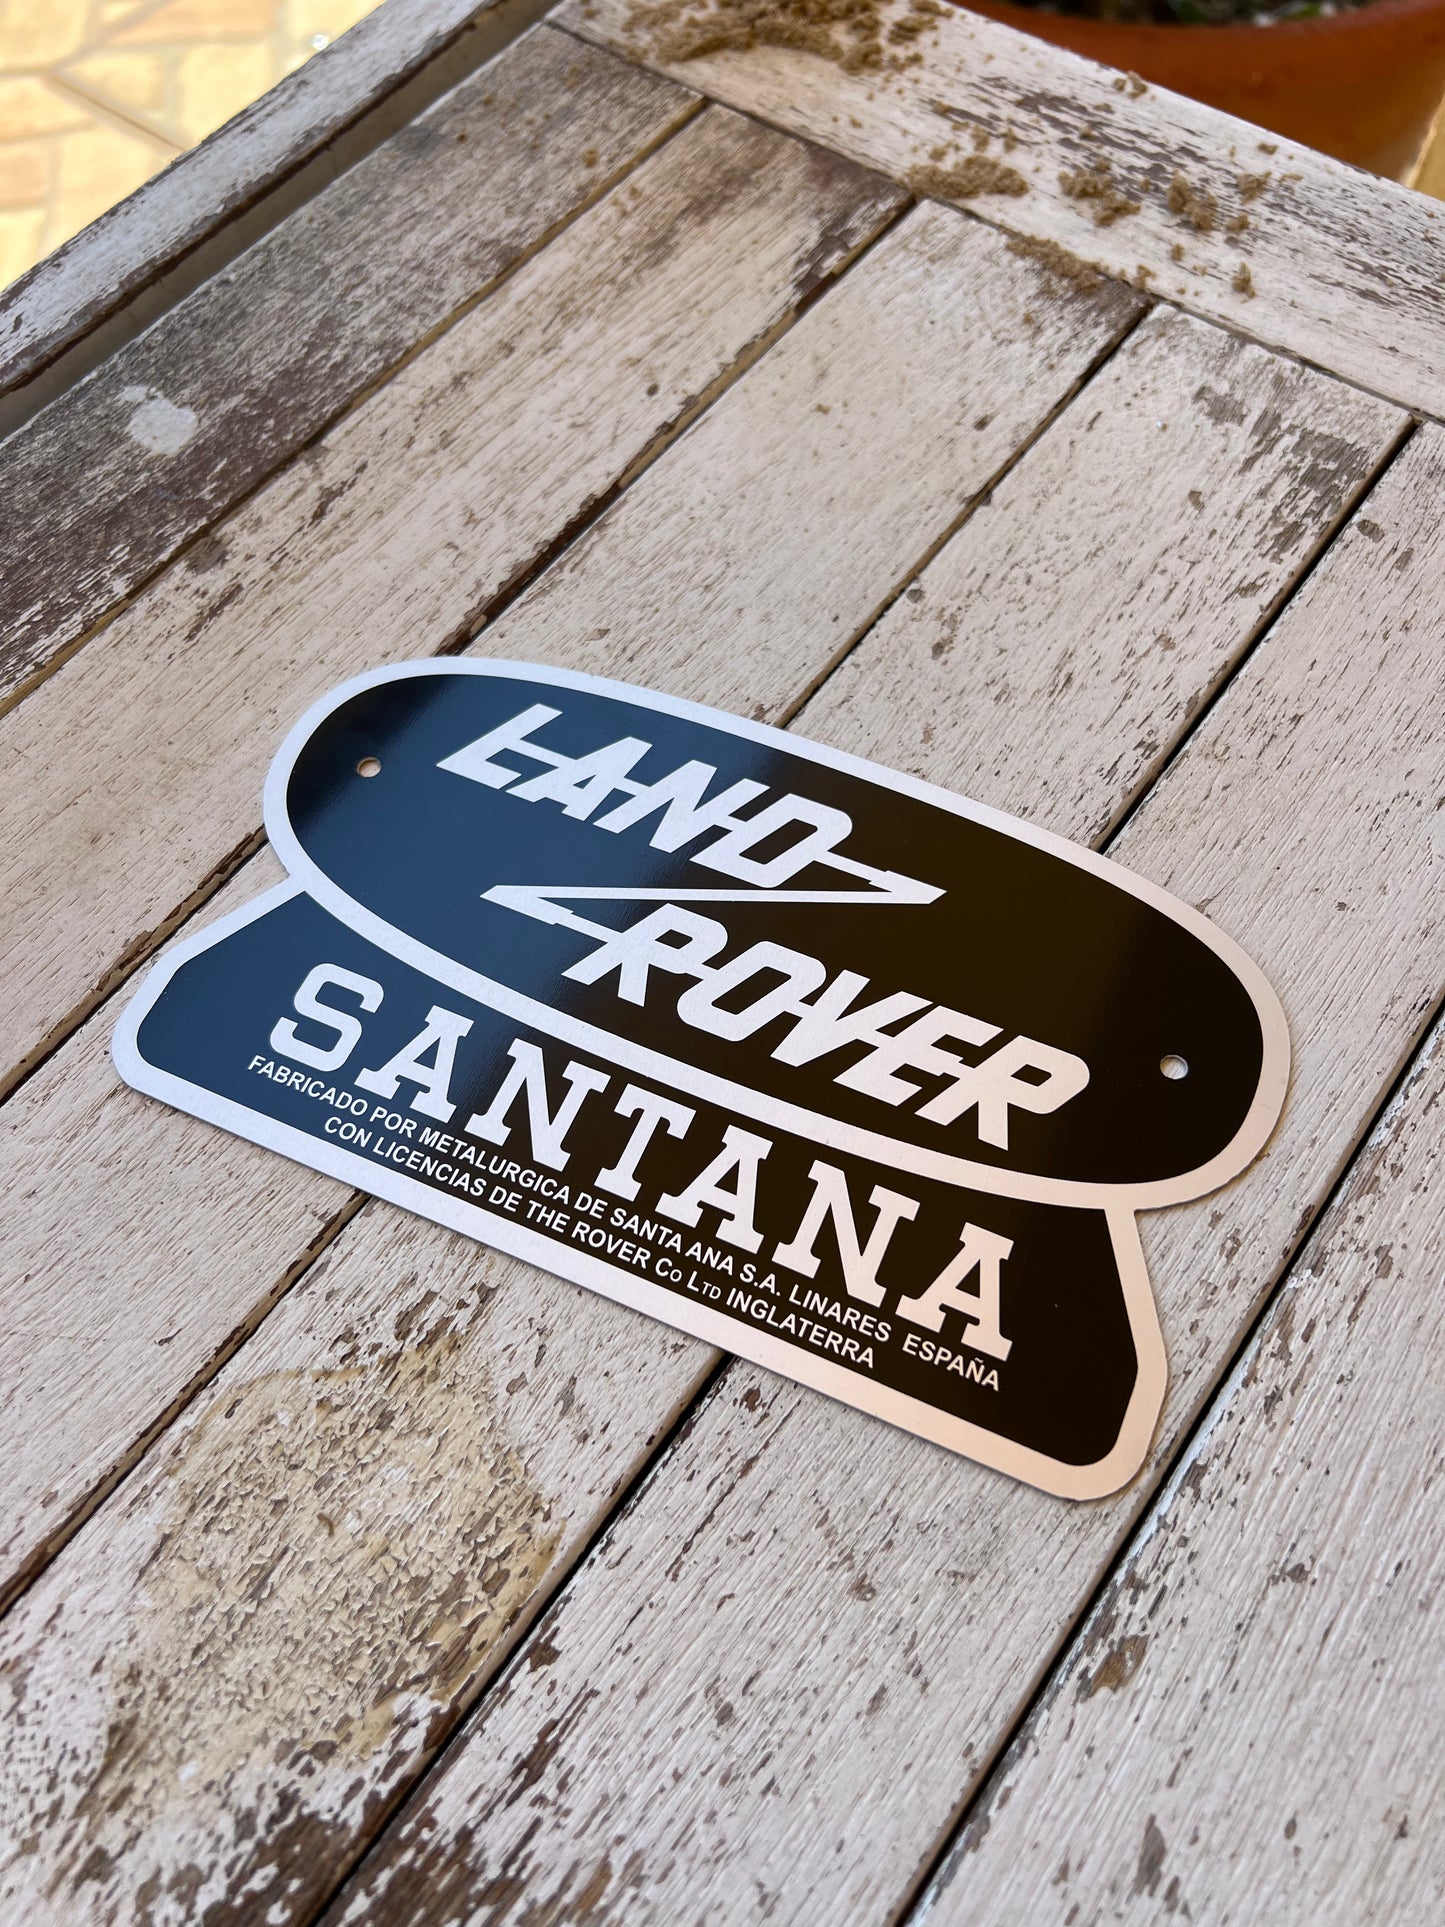 LAND
ROVER
SANTANA
FABRICADO POR METALURGICA DE SANTA ANA S.A. LINARES ESPAÑA
CON LICENCIAS DE THE ROVER Co LTD INGLATERRA